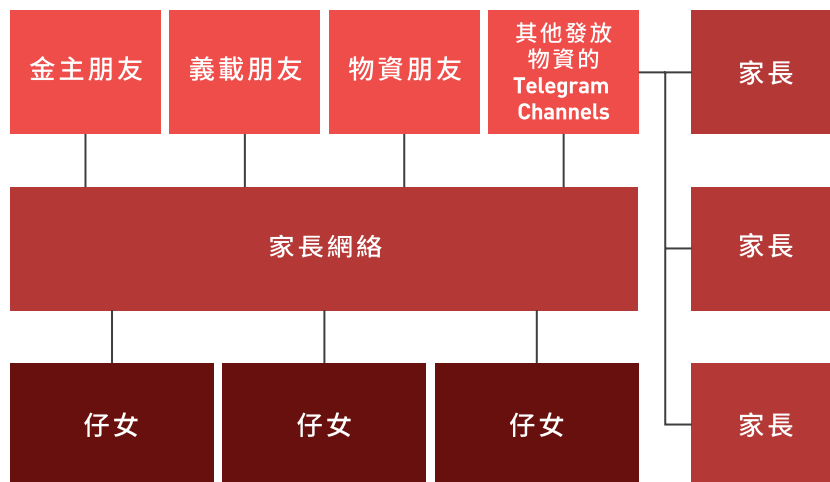 金主朋友
義載朋友
物資朋友
其他發放
物資的
Telegram
Channels
家長
家長網絡
家長
仔女
仔女
仔女
家長